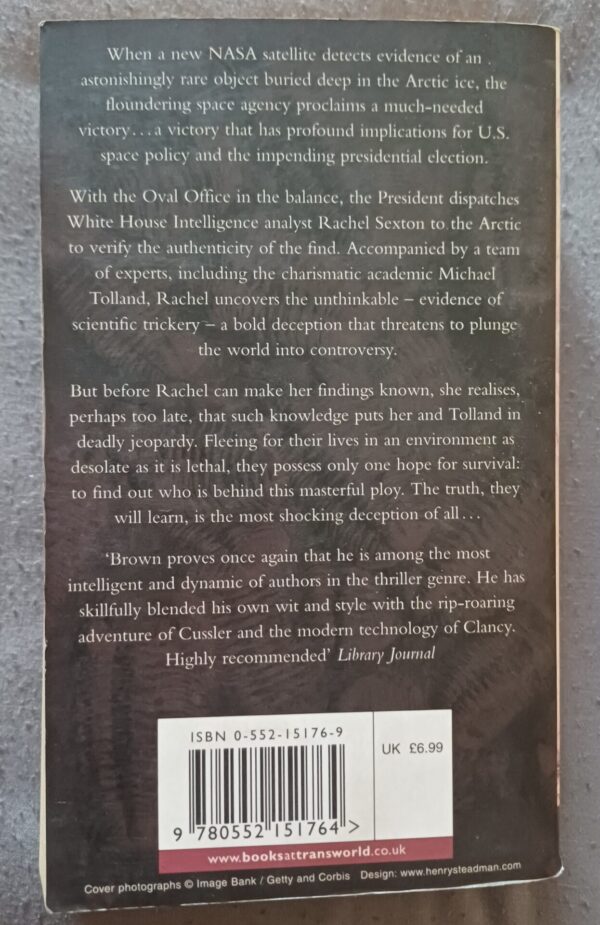 When a new NASA satellite detects evidence of an
astonishingly rare object buried deep in the Arctic ice, the
floundering space agency proclaims a much-needed
victory... a victory that has profound implications for U.S.
space policy and the impending presidential election.
With the Oval Office in the balance, the President dispatches
White House Intelligence analyst Rachel Sexton to the Arctic
to verify the authenticity of the find. Accompanied by a team
of experts, including the charismatic academic Michael
Tolland, Rachel uncovers the unthinkable – evidence of
scientific trickery – a bold deception that threatens to plunge
the world into controversy.
But before Rachel can make her findings known, she realises,
perhaps too late, that such knowledge puts her and Tolland in
deadly jeopardy. Fleeing for their lives in an environment as
desolate as it is lethal, they possess only one hope for survival:
to find out who is behind this masterful ploy. The truth, they
will learn, is the most shocking deception of all...
‘Brown proves once again that he is among the most
intelligent and dynamic of authors in the thriller genre. He has
skillfully blended his own wit and style with the rip-roaring
adventure of Cussler and the modern technology of Clancy.
Highly recommended’ Library Journal
ISBN 0-552-15176-9
UK £6.99
9 780552 151764 >
www.booksattransworld.co.uk
Cover photographs © Image Bank / Getty and Corbis Design: www.henrysteadman.com